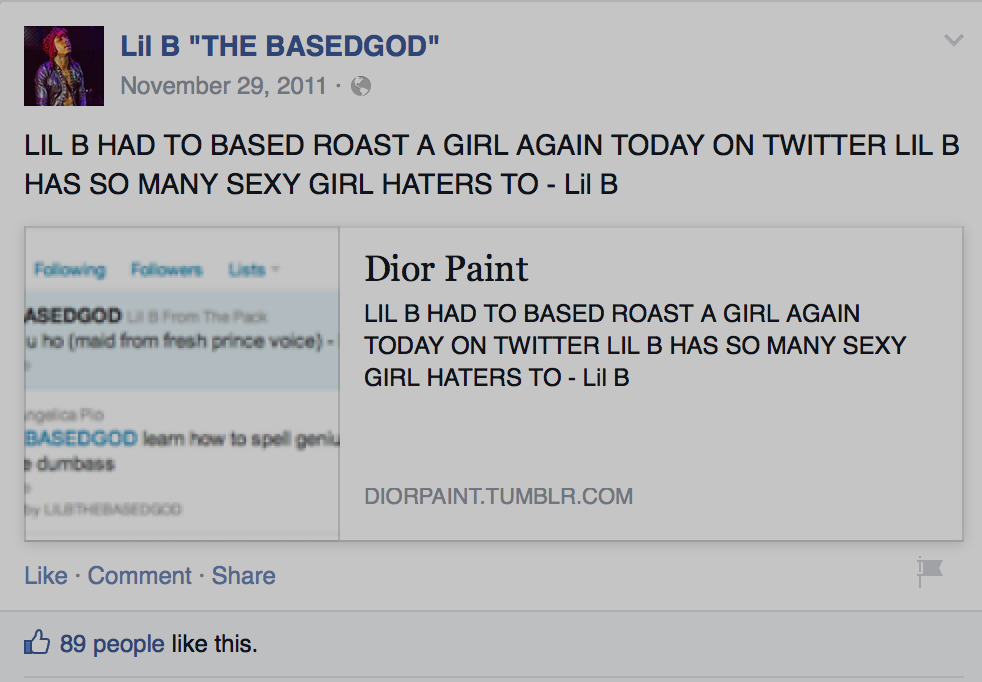 Lil B "THE BASEDGOD"
November 29, 2011 ·
LIL B HAD TO BASED ROAST A GIRL AGAIN TODAY ON TWITTER LIL B
HAS SO MANY SEXY GIRL HATERS TO - Lil B
Following Followers Lists
ASEDGOD Lil B From The Pack
u ho (maid from fresh prince voice) -
ngelica Pio
BASEDGOD learn how to spell geniu
e dumbass
by LILBTHEBASEDGOD
Dior Paint
LIL B HAD TO BASED ROAST A GIRL AGAIN
TODAY ON TWITTER LIL B HAS SO MANY SEXY
GIRL HATERS TO - Lil B
DIORPAINT.TUMBLR.COM
Like · Comment · Share
89 people like this.